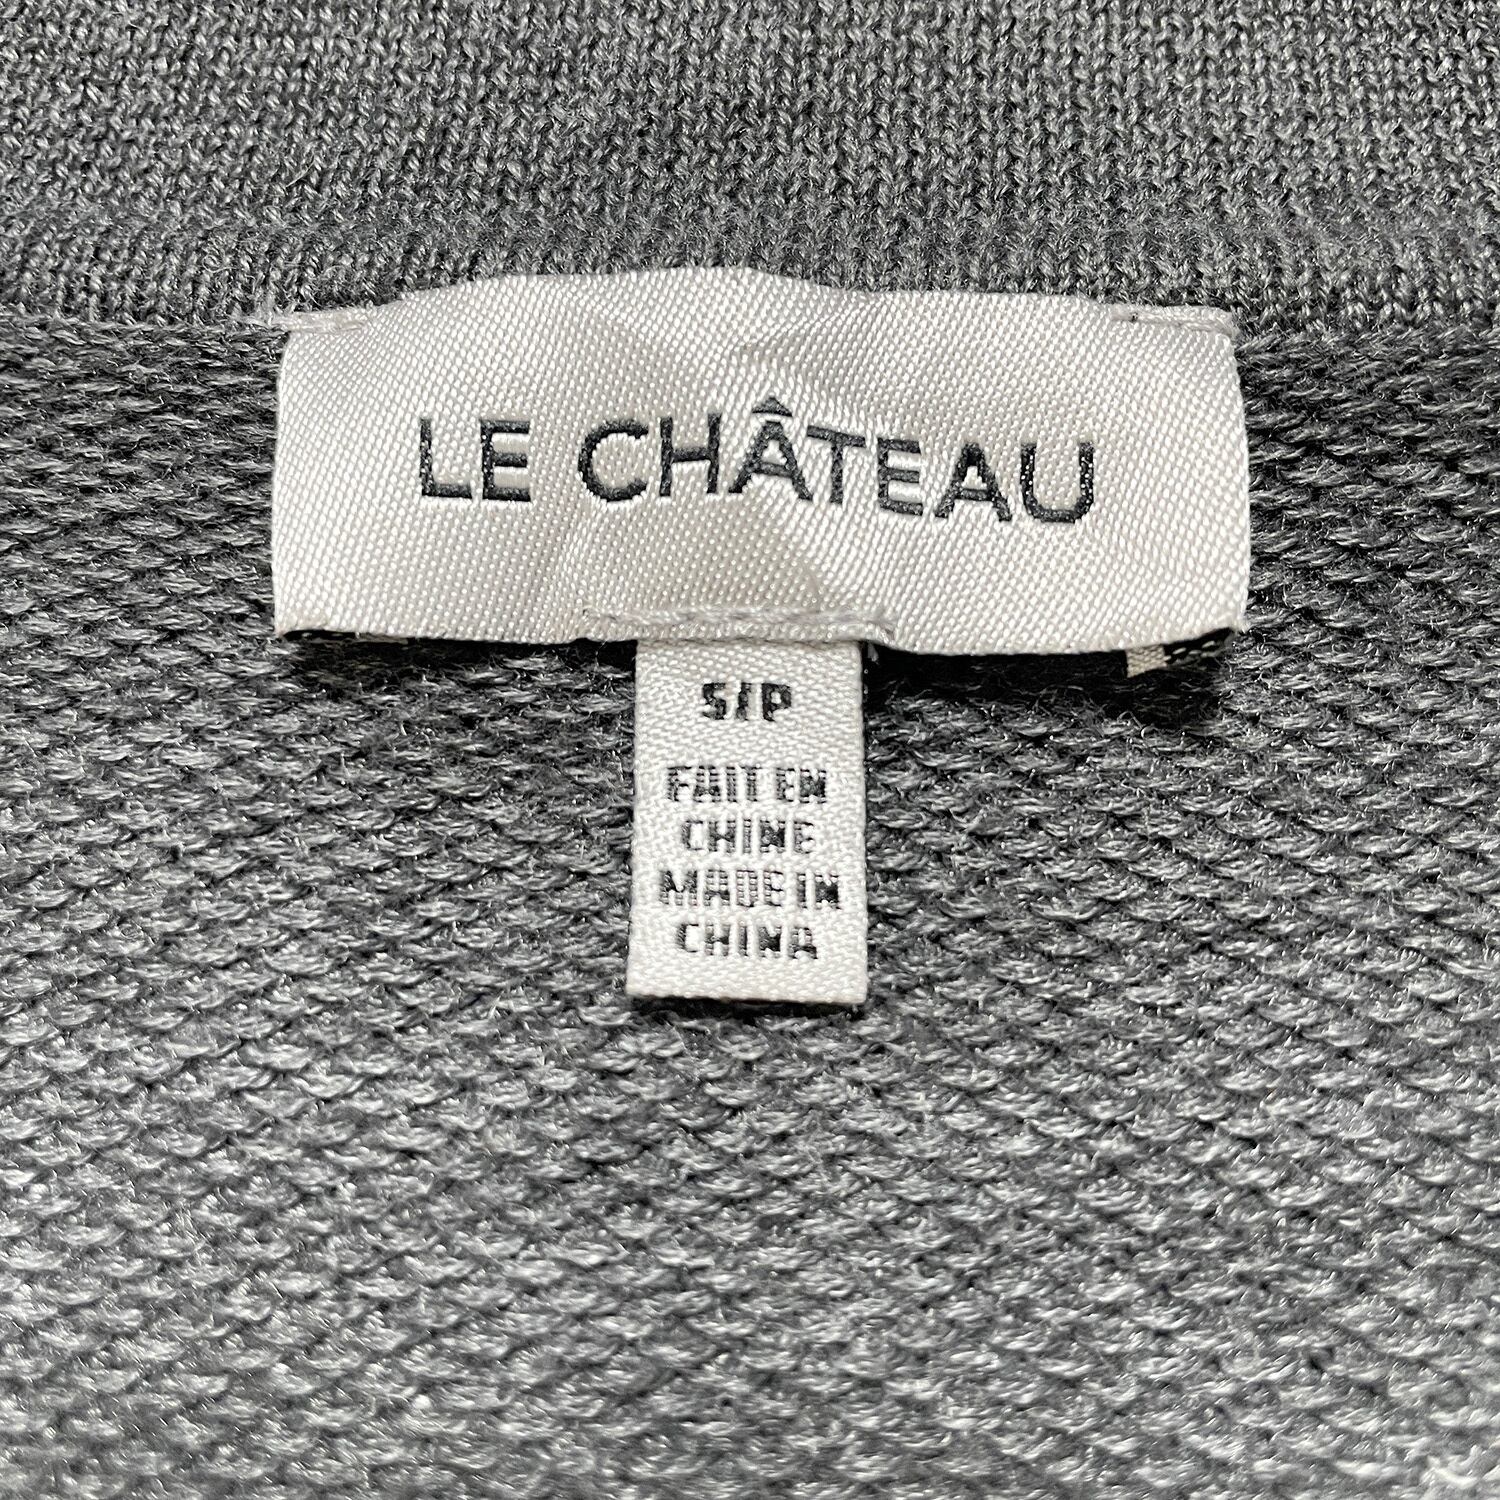 LE CHÂTEAU
S/P
FAIT EN
CHINE
MADE IN
CHINA